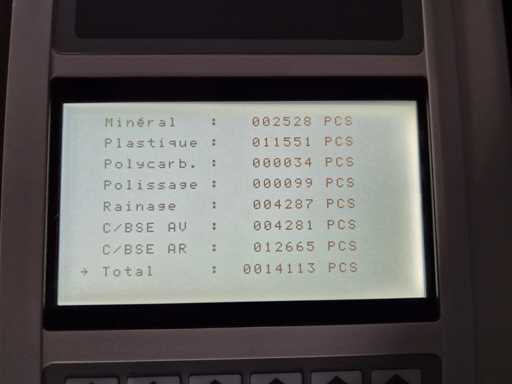 Minéral : 002528 PCS
Plastique : 011551 PCS
Polycarb. : 000034 PCS
Polissage : 000099 PCS
Rainage : 004287 PCS
C/BSE AV : 004281 PCS
C/BSE AR : 012665 PCS
→ Total : 0014113 PCS